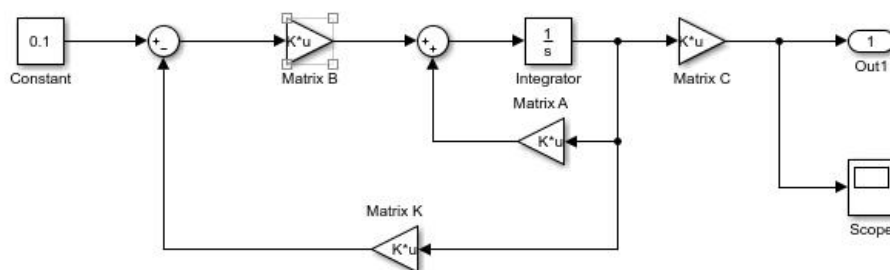 0.1
Constant
+
−
K*u
Matrix B
+
+
1
s
Integrator
K*u
Matrix C
1
Out1
Matrix A
K*u
Scope
Matrix K
K*u